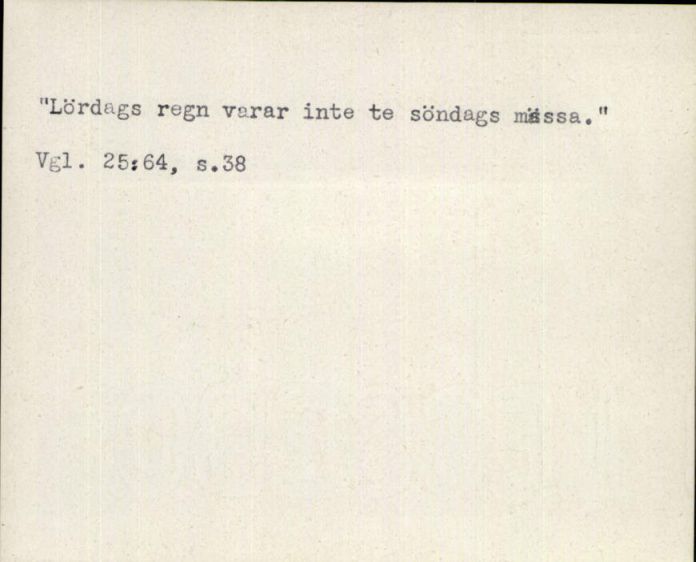 "Lördags regn varar inte te söndags mässa."
Vgl. 25:64, s.38